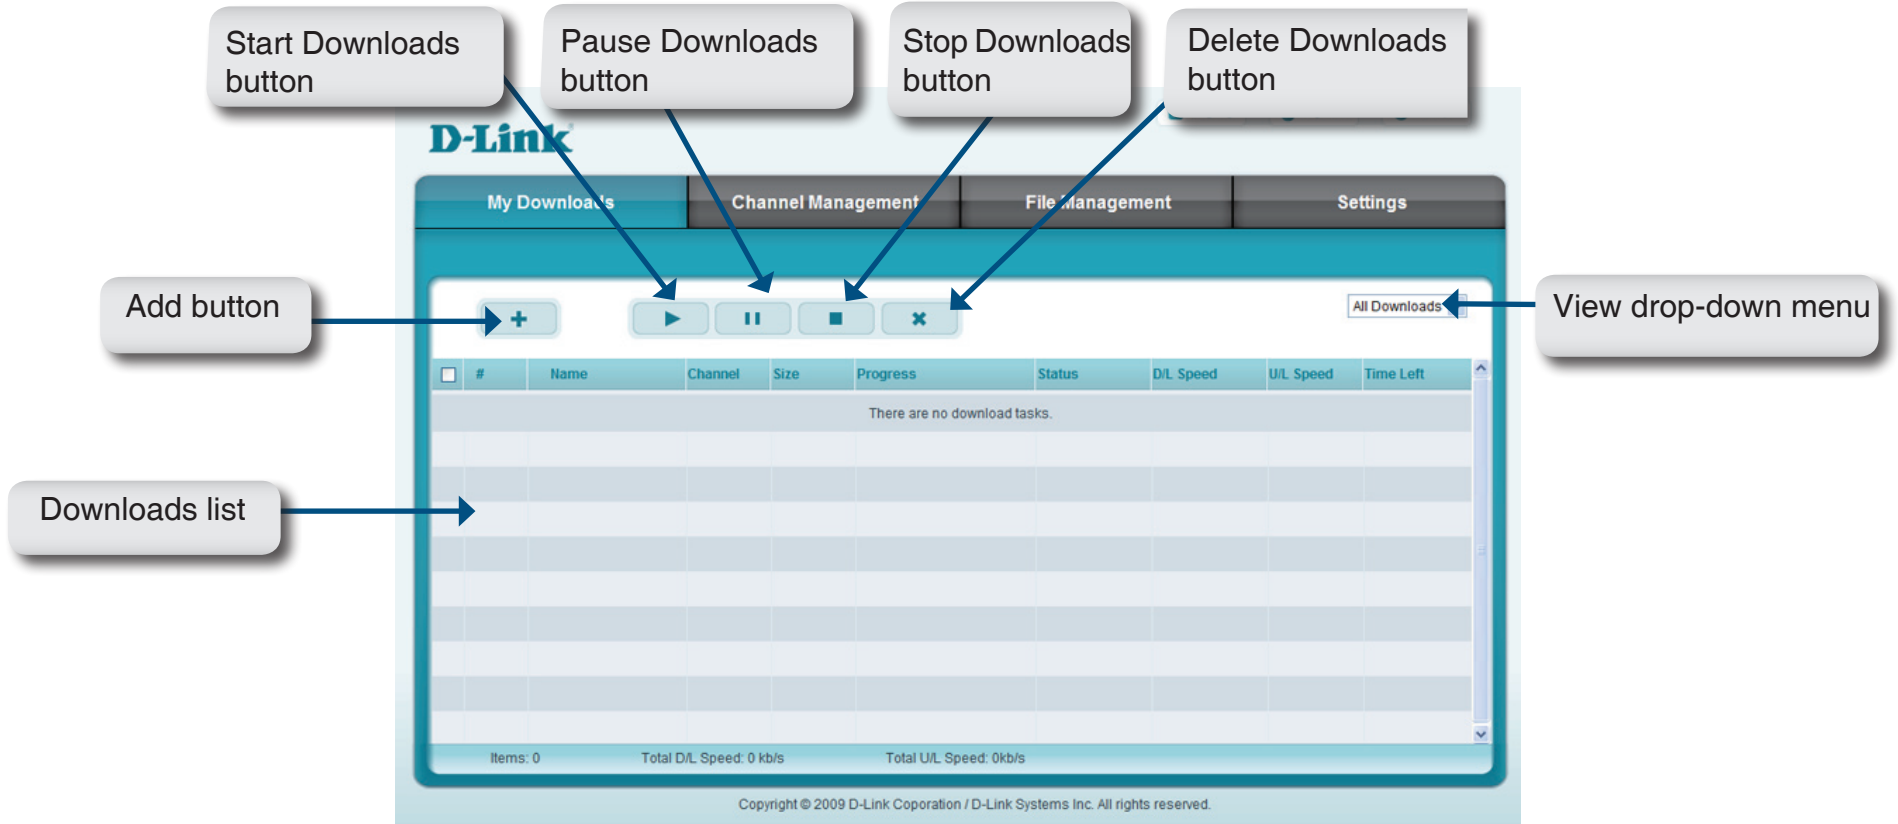 Start Downloads
button
Pause Downloads
button
Stop Downloads
button
Delete Downloads
button
D-Link
My Downloads
Channel Management
File Management
Settings
Add button
All Downloads
View drop-down menu
# Name Channel Size Progress Status D/L Speed U/L Speed Time Left
There are no download tasks.
Downloads list
Items: 0 Total D/L Speed: 0 kb/s Total U/L Speed: 0kb/s
Copyright © 2009 D-Link Coporation / D-Link Systems Inc. All rights reserved.